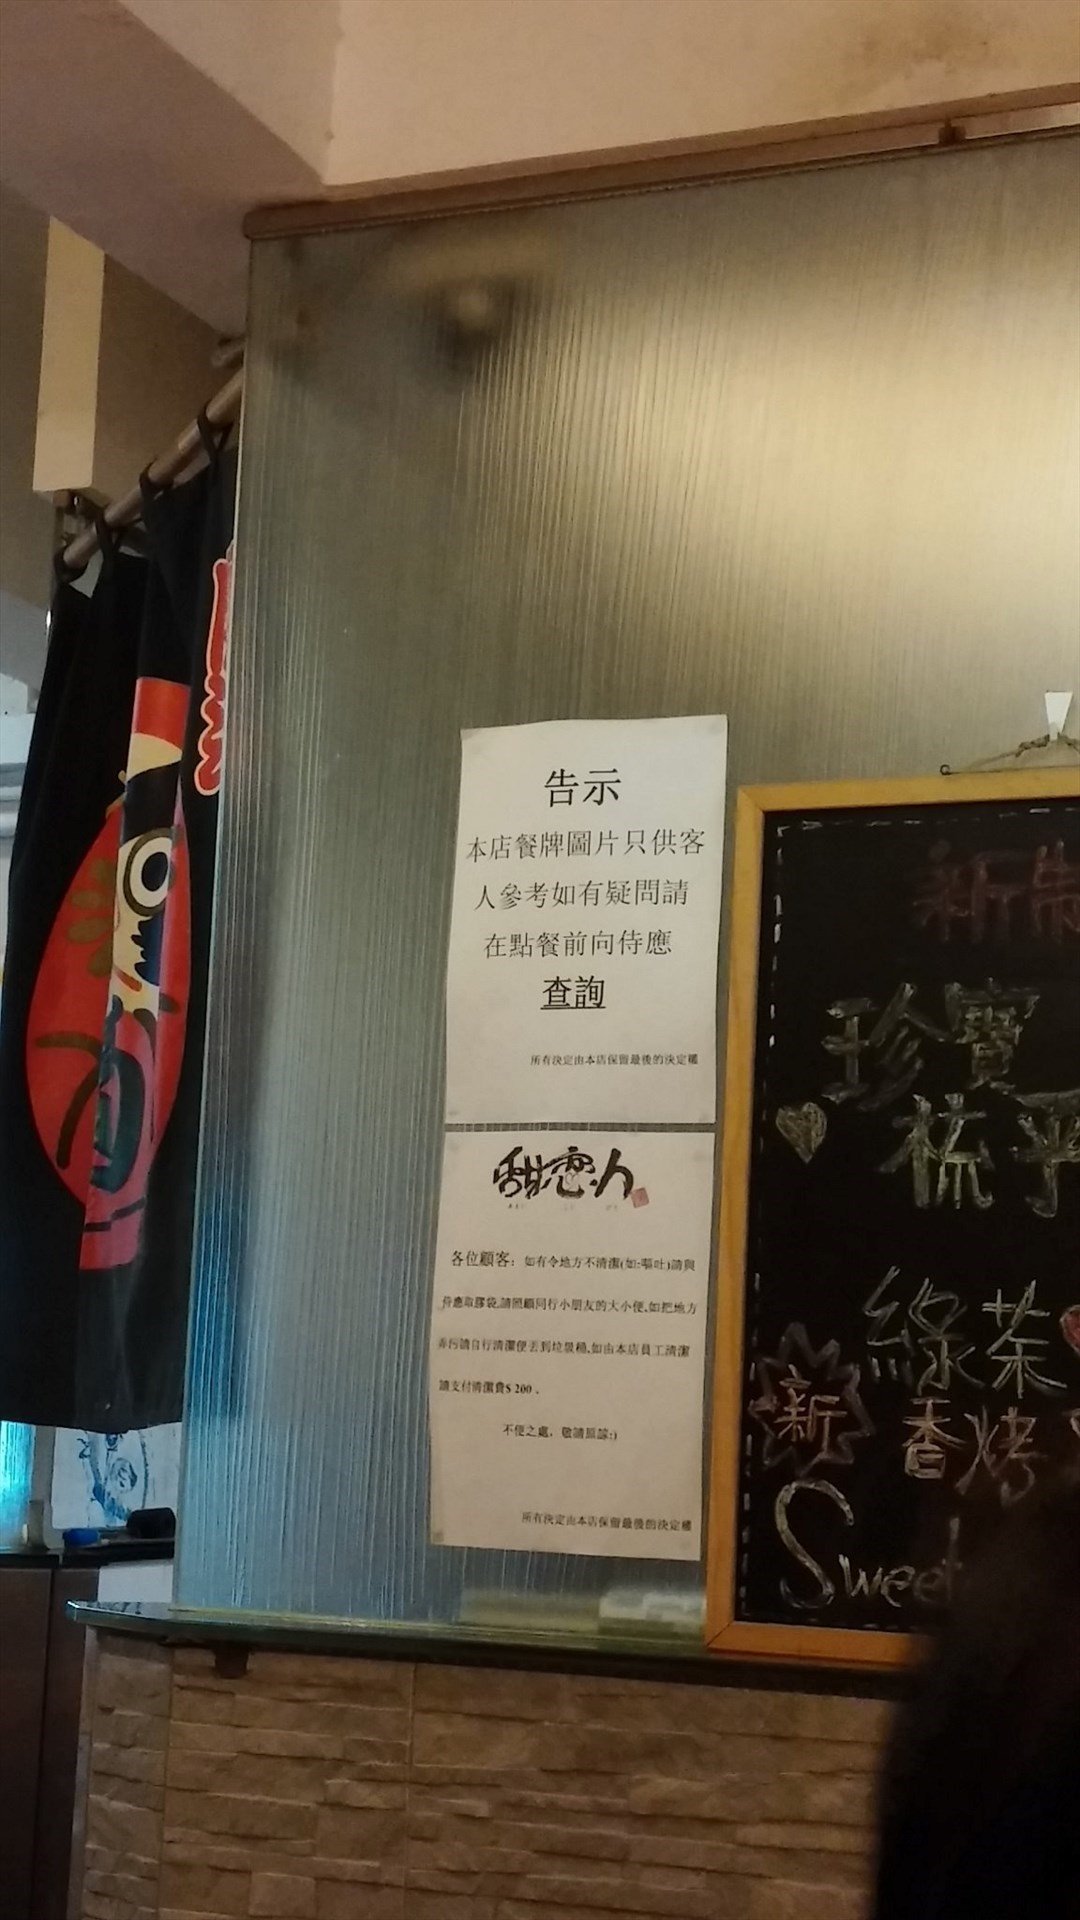 告示
本店餐牌圖片只供客
人參考如有疑問請
在點餐前向侍應
查詢
所有決定由本店保留最後的決定權
甜戀人
各位顧客：如有令地方不清潔(如:嘔吐)請與
侍應取膠袋,請照顧同行小朋友的大小便,如把地方
弄污請自行清潔便丟到垃圾桶,如由本店員工清潔
請支付清潔費$ 200 。
不便之處，敬請原諒:)
所有決定由本店保留最後的決定權
新
珍寶
梳乎
綠茶
新
香烤
Sweet